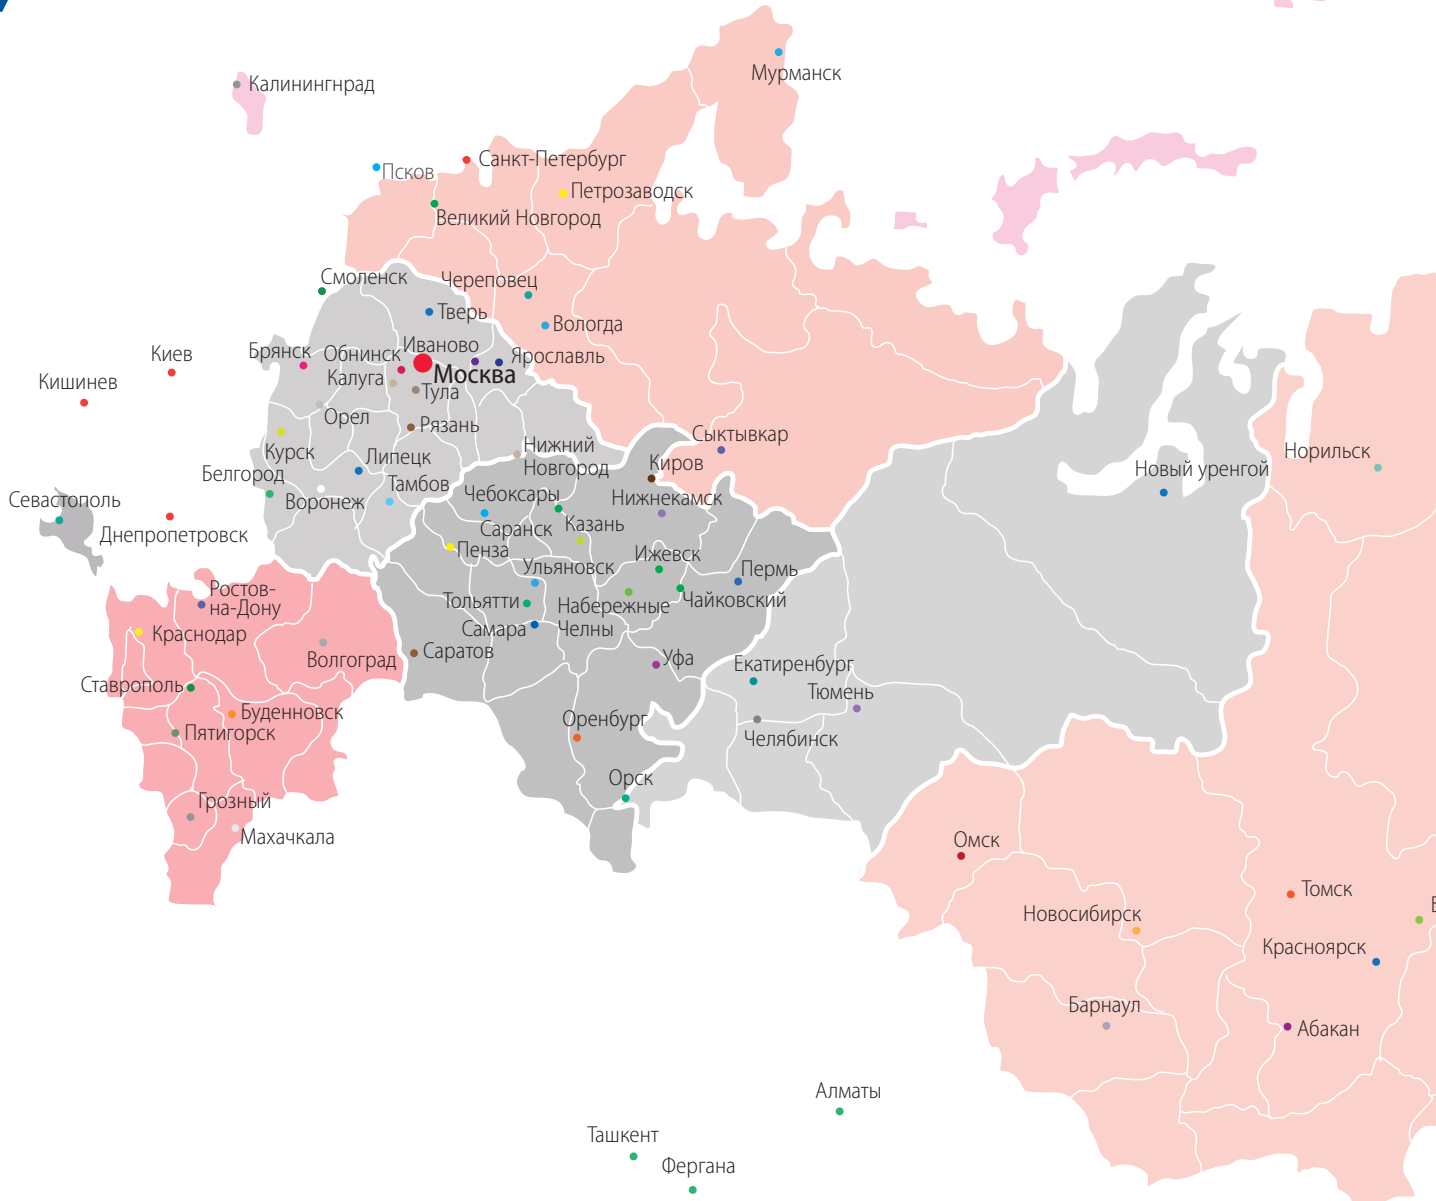 Мурманск
Калинингнрад
Санкт-Петербург
Псков
Петрозаводск
Великий Новгород
Смоленск
Череповец
Тверь
Вологда
Киев
Брянск
Обнинск
Иваново
Ярославль
Москва
Кишинев
Калуга
Тула
Орел
Рязань
Сыктывкар
Курск
Липецк
Нижний
Новгород
Киров
Норильск
Новый уренгой
Белгород
Воронеж
Тамбов
Чебоксары
Нижнекамск
Севастополь
Днепропетровск
Саранск
Казань
Пенза
Ижевск
Ульяновск
Пермь
Ростов-
на-Дону
Тольятти
Набережные
Челны
Чайковский
Краснодар
Самара
Волгоград
Саратов
Уфа
Екатиренбург
Ставрополь
Тюмень
Буденновск
Оренбург
Пятигорск
Челябинск
Орск
Грозный
Махачкала
Омск
Томск
Новосибирск
Красноярск
Барнаул
Абакан
Алматы
Ташкент
Фергана